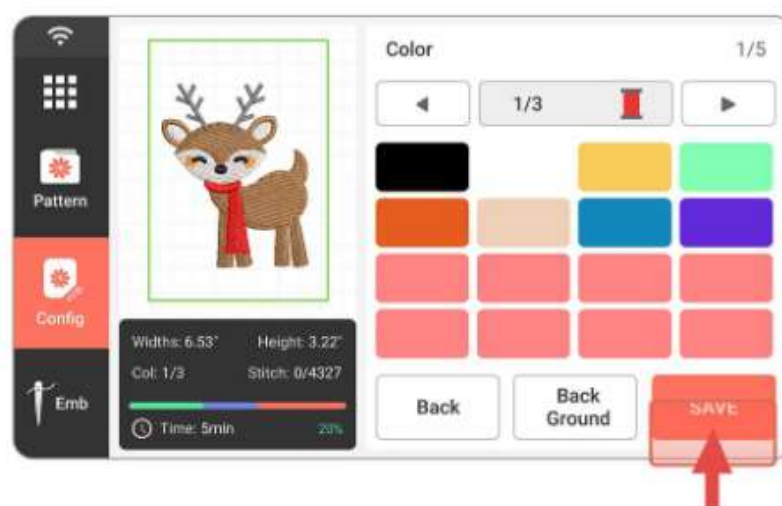 Color 1/5
1/3
Pattern
Config
Widths: 6.53" Height: 3.22"
Col: 1/3 Stitch: 0/4327
Emb
Time: 5min 20%
Back
Back
Ground
SAVE